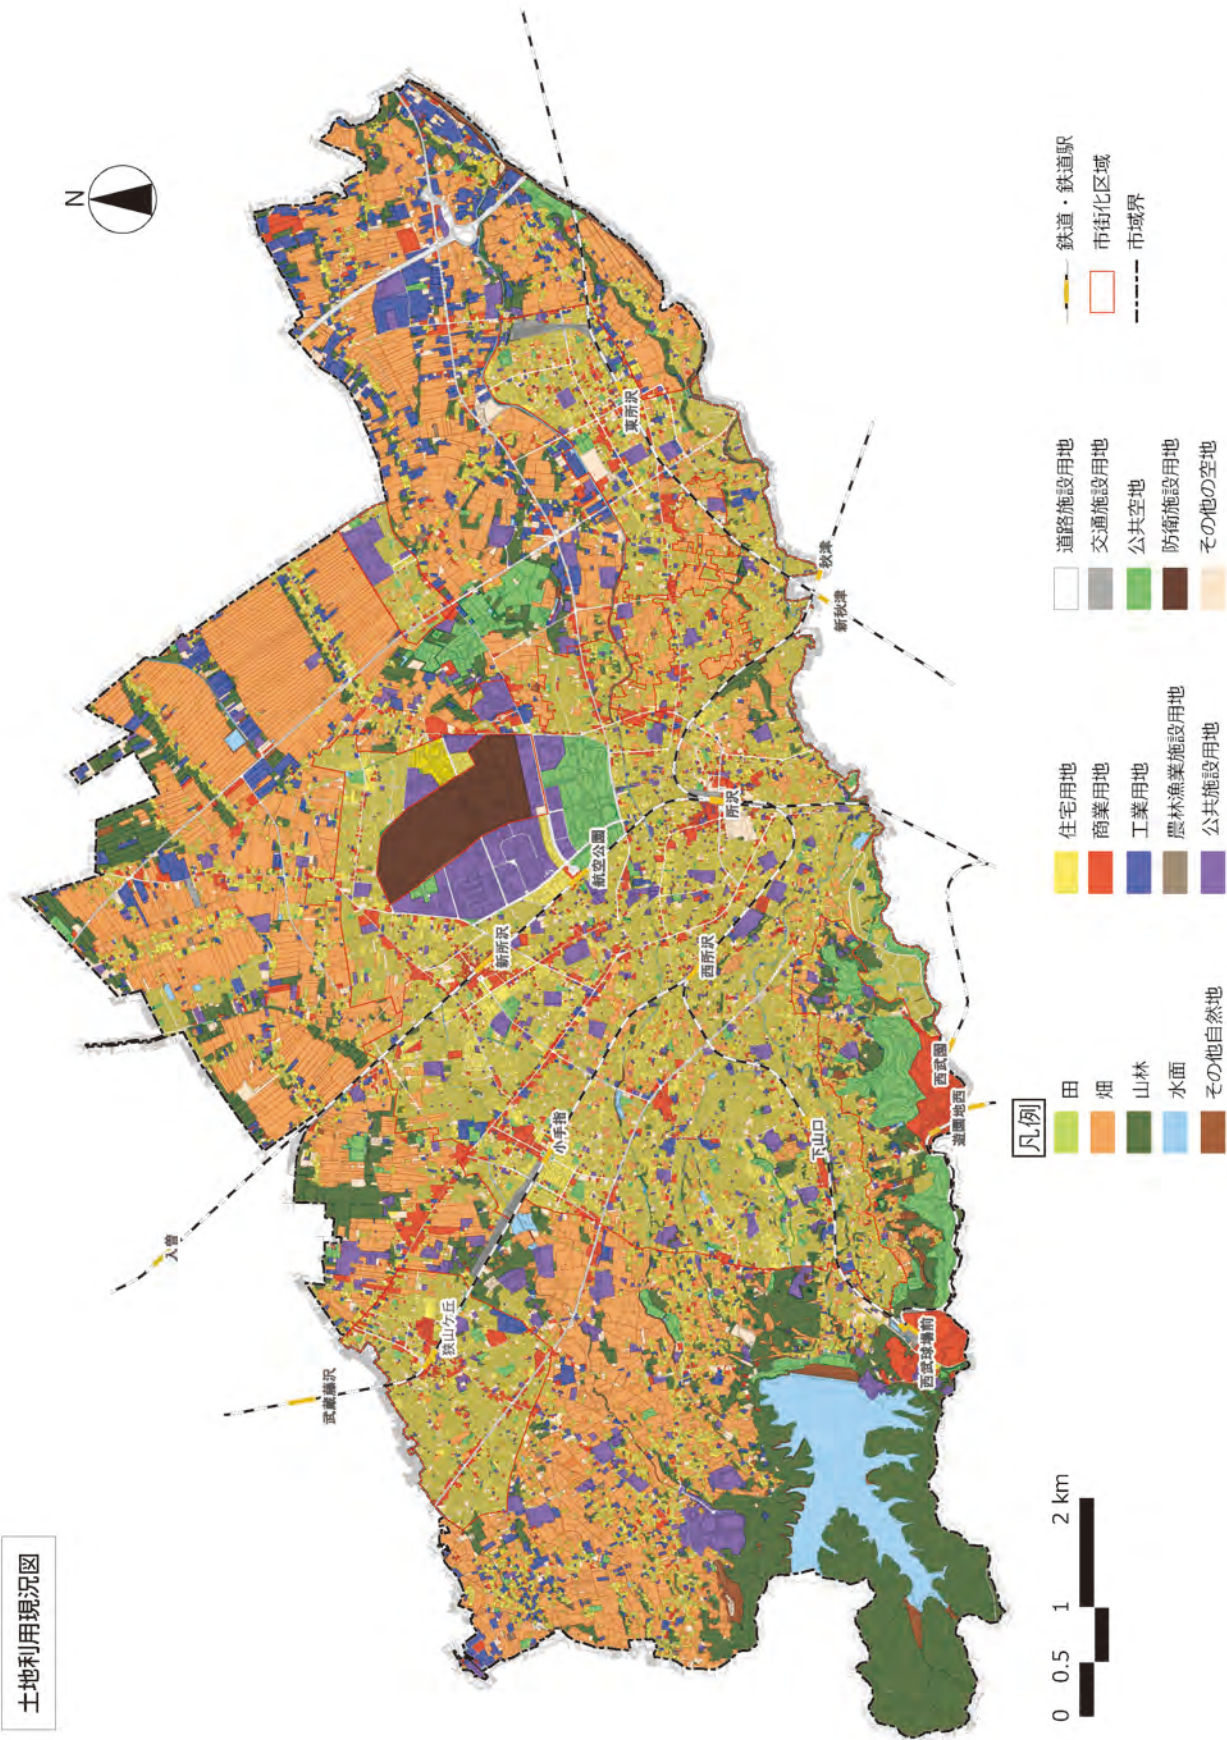 土地利用現況図
N
入曽
武蔵藤沢
狭山ケ丘
小手指
新所沢
航空公園
西所沢
所沢
東所沢
秋津
新秋津
下山口
西武園
遊園地西
西武球場前
0 0.5 1 2 km
凡例
田
畑
山林
水面
その他自然地
住宅用地
商業用地
工業用地
農林漁業施設用地
公共施設用地
道路施設用地
交通施設用地
公共空地
防衛施設用地
その他の空地
鉄道・鉄道駅
市街化区域
市域界